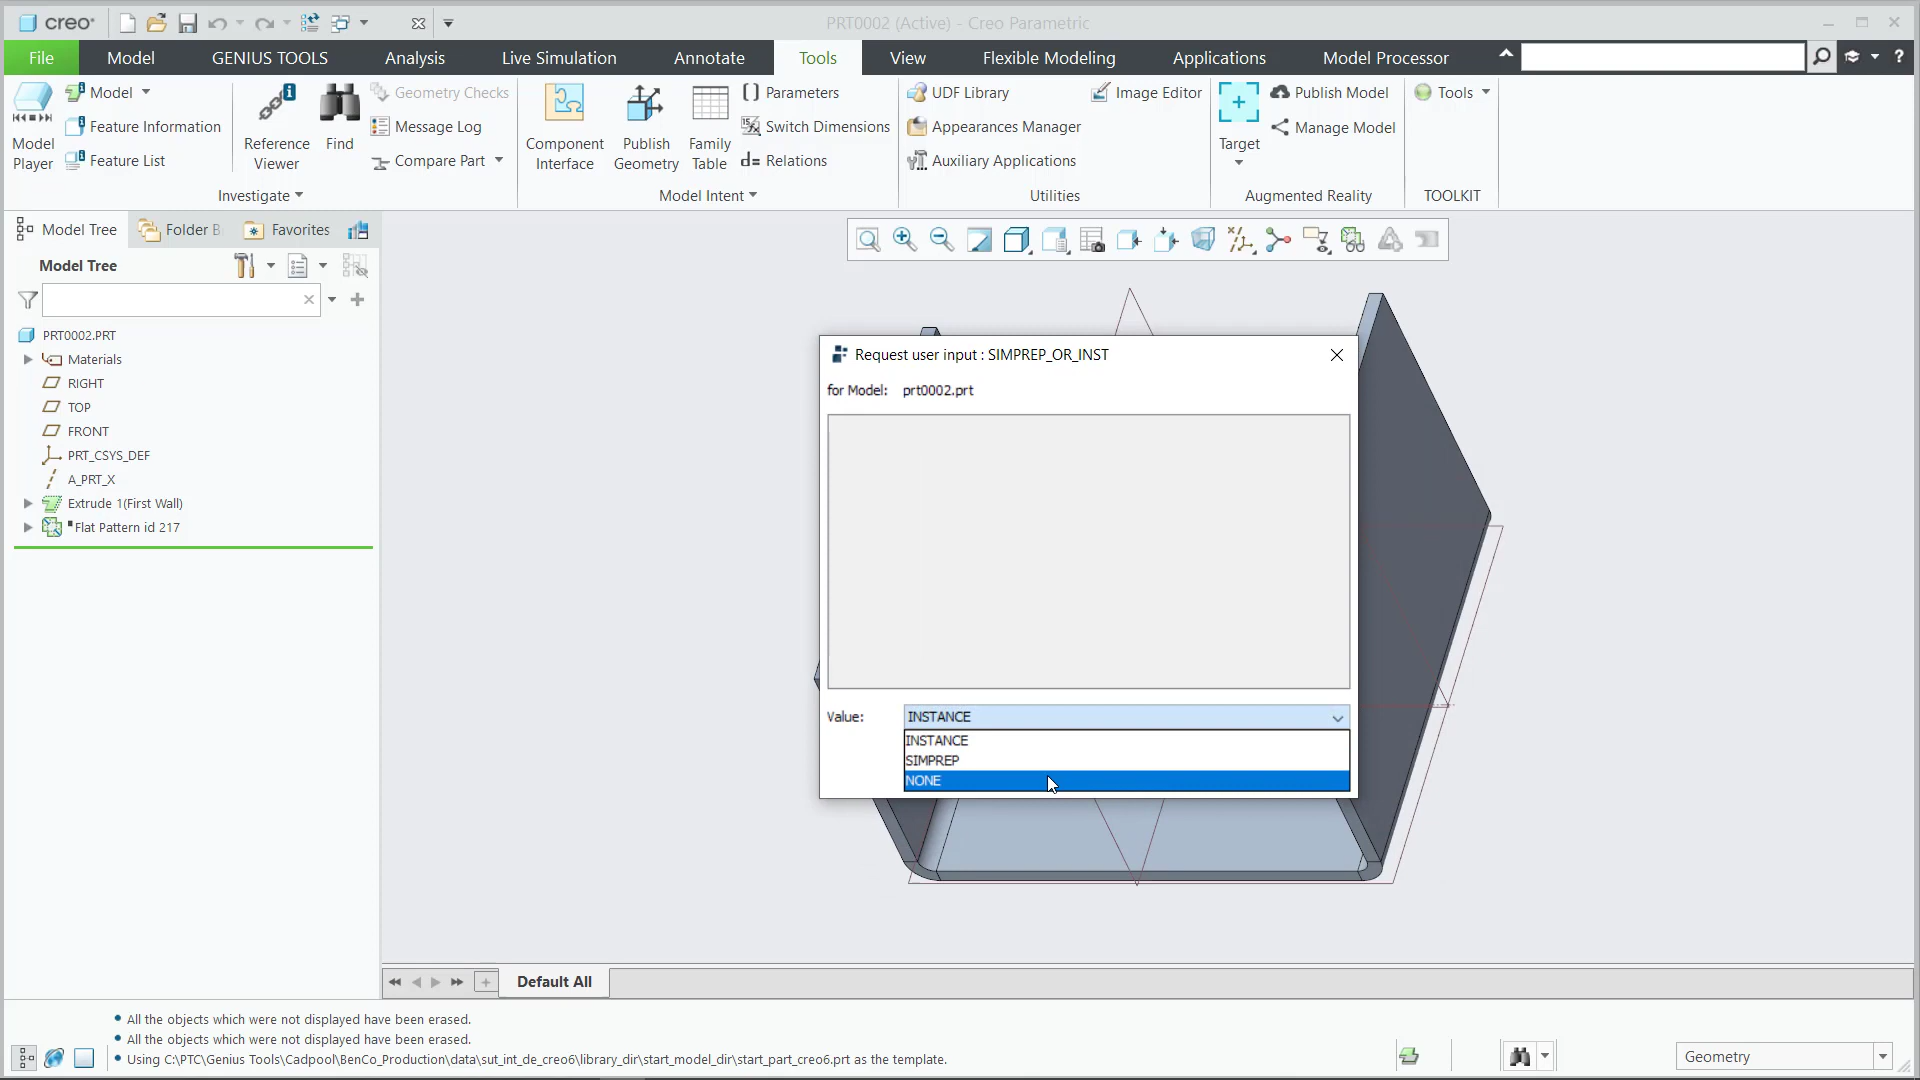 creo®
PRT0002 (Active) - Creo Parametric
File
Model
GENIUS TOOLS
Analysis
Live Simulation
Annotate
Tools
View
Flexible Modeling
Applications
Model Processor
Model Player
Model
Feature Information
Feature List
Reference Viewer
Find
Geometry Checks
Message Log
Compare Part
Investigate
Component Interface
Publish Geometry
Family Table
Parameters
Switch Dimensions
d= Relations
Model Intent
UDF Library
Appearances Manager
Auxiliary Applications
Image Editor
Utilities
Target
Publish Model
Manage Model
Augmented Reality
Tools
TOOLKIT
Model Tree
Folder B
Favorites
Model Tree
PRT0002.PRT
Materials
RIGHT
TOP
FRONT
PRT_CSYS_DEF
A_PRT_X
Extrude 1(First Wall)
Flat Pattern id 217
Request user input : SIMPREP_OR_INST
for Model: prt0002.prt
Value: INSTANCE
INSTANCE
SIMPREP
NONE
Default All
• All the objects which were not displayed have been erased.
• All the objects which were not displayed have been erased.
• Using C:\PTC\Genius Tools\Cadpool\BenCo_Production\data\sut_int_de_creo6\library_dir\start_model_dir\start_part_creo6.prt as the template.
Geometry